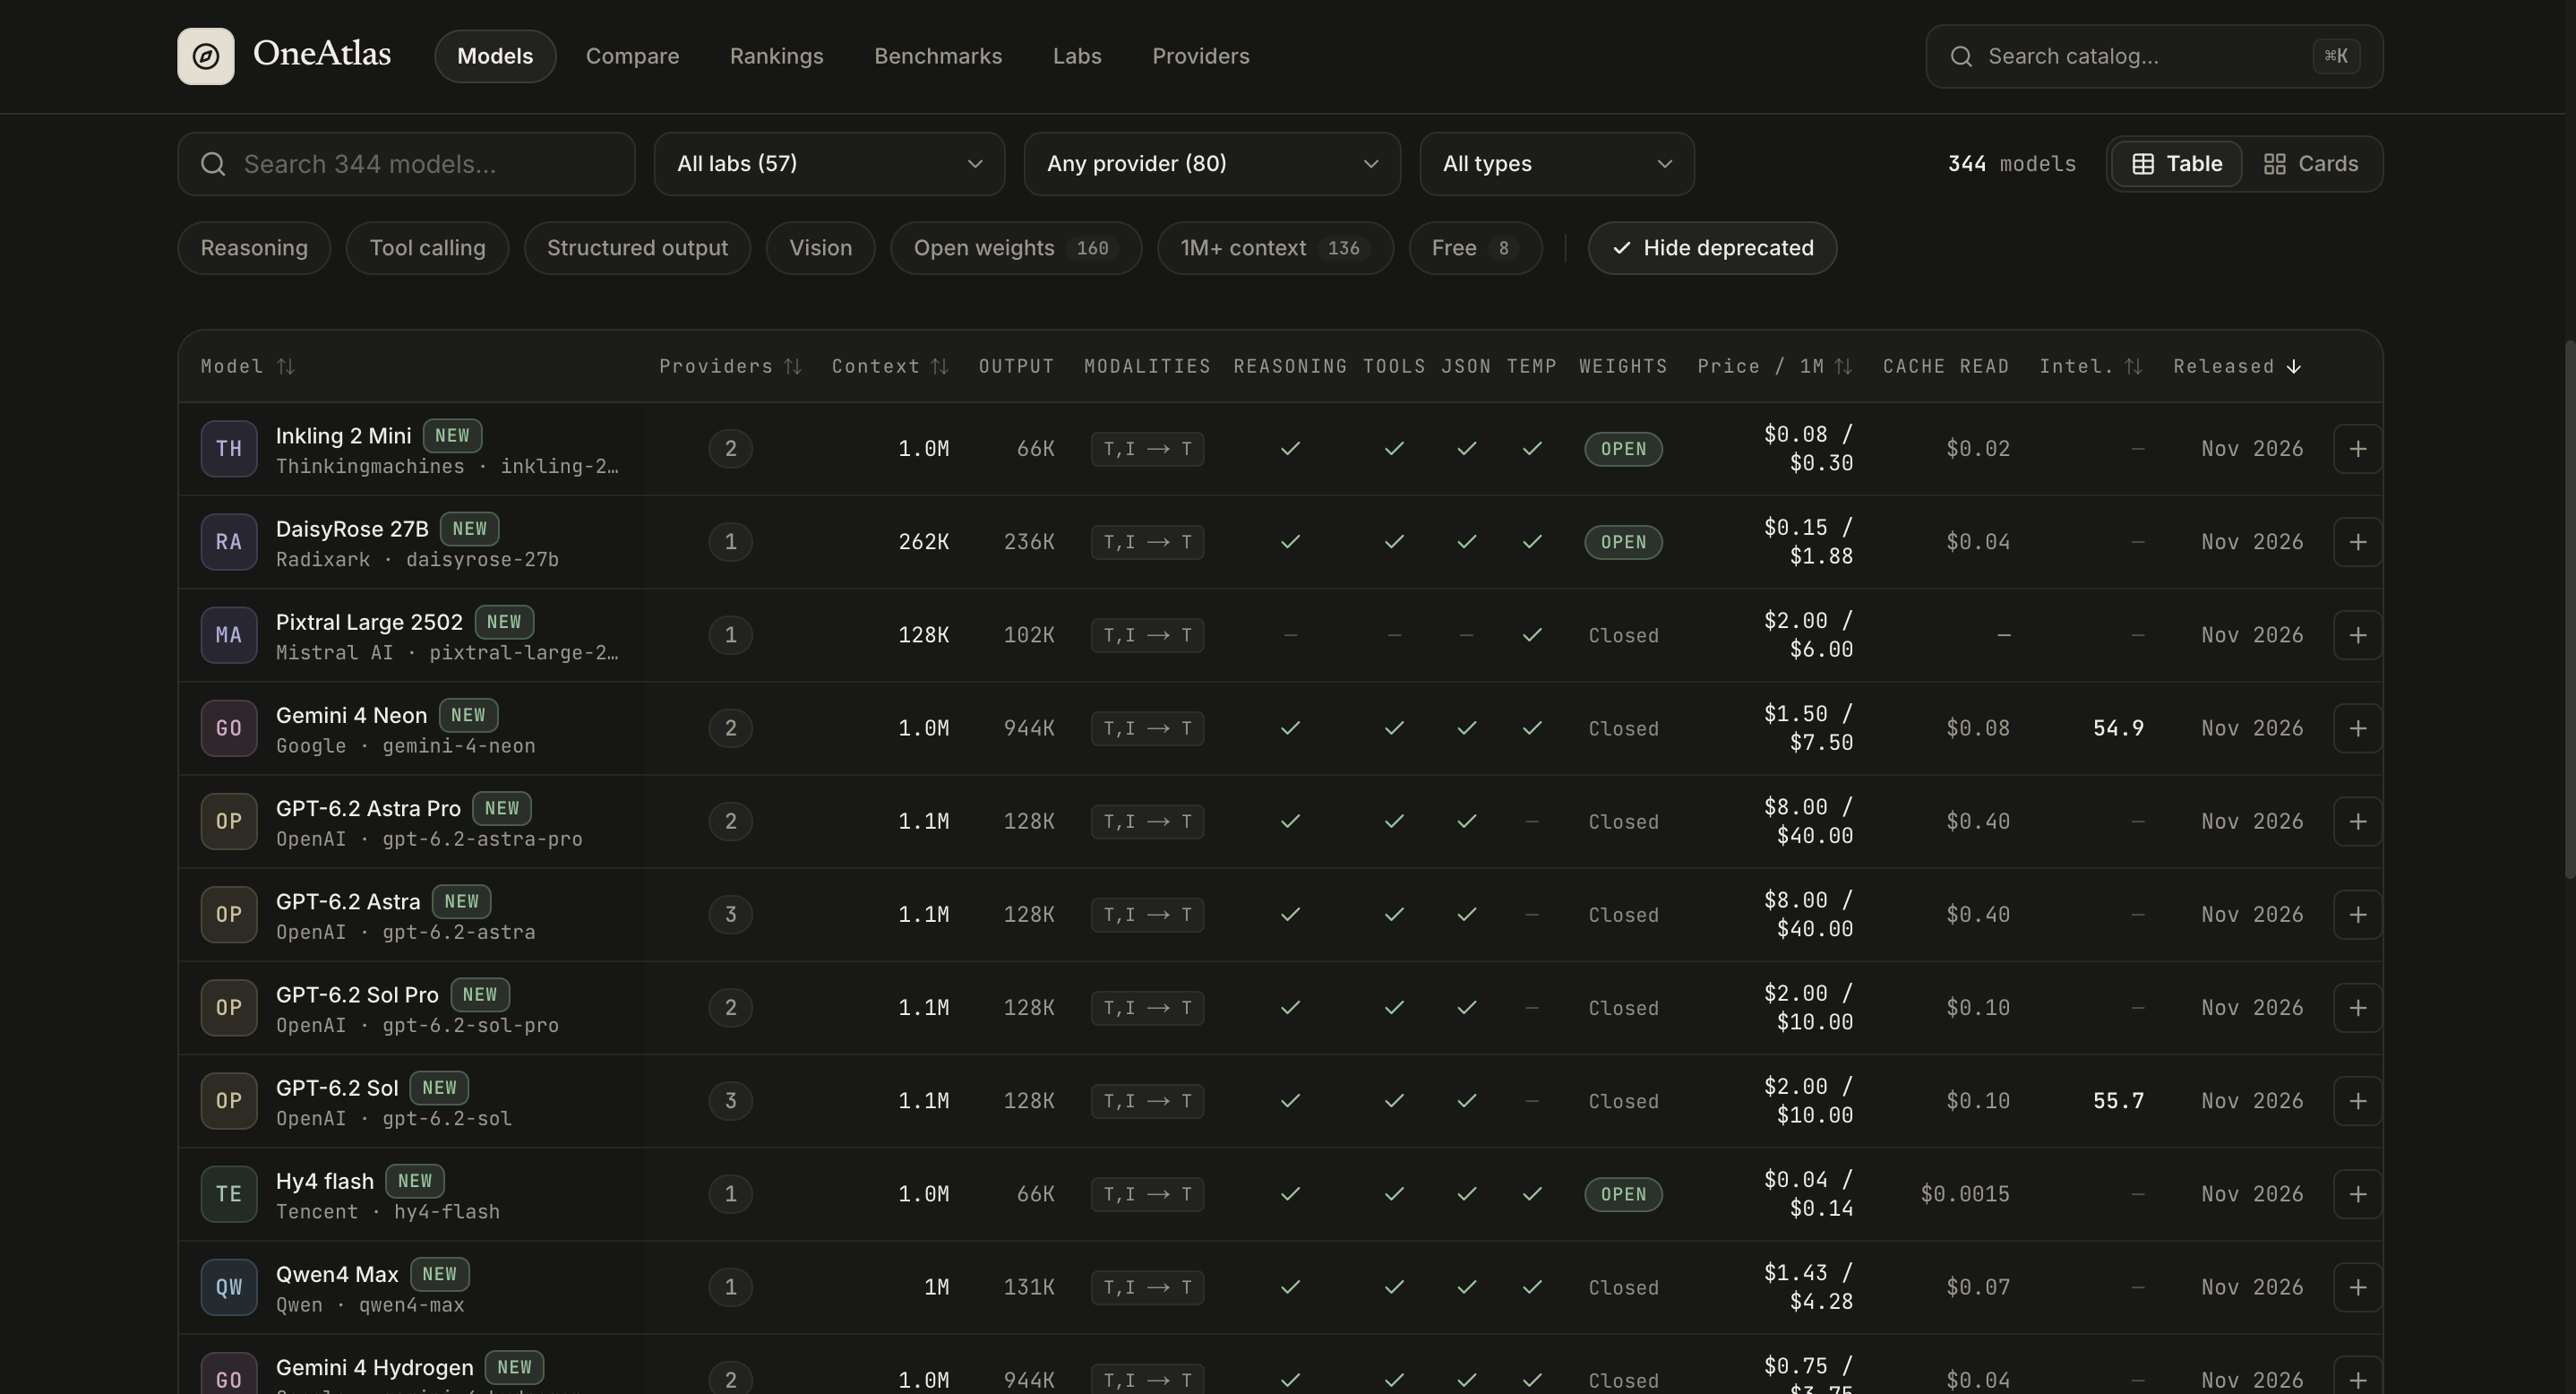 OneAtlas Models Compare Rankings Benchmarks Labs Providers Search catalog... ⌘K
Search 344 models... All labs (57) Any provider (80) All types 344 models Table Cards
Reasoning Tool calling Structured output Vision Open weights 160 1M+ context 136 Free 8 Hide deprecated
Model Providers Context OUTPUT MODALITIES REASONING TOOLS JSON TEMP WEIGHTS Price / 1M CACHE READ Intel. Released
TH Inkling 2 Mini NEW 2 1.0M 66K T,I → T ✓ ✓ ✓ ✓ OPEN $0.08 / $0.02 — Nov 2026 +
Thinkingmachines · inkling-2… $0.30
RA DaisyRose 27B NEW 1 262K 236K T,I → T ✓ ✓ ✓ ✓ OPEN $0.15 / $0.04 — Nov 2026 +
Radixark · daisyrose-27b $1.88
MA Pixtral Large 2502 NEW 1 128K 102K T,I → T — — — ✓ Closed $2.00 / — — Nov 2026 +
Mistral AI · pixtral-large-2… $6.00
GO Gemini 4 Neon NEW 2 1.0M 944K T,I → T ✓ ✓ ✓ ✓ Closed $1.50 / $0.08 54.9 Nov 2026 +
Google · gemini-4-neon $7.50
OP GPT-6.2 Astra Pro NEW 2 1.1M 128K T,I → T ✓ ✓ ✓ — Closed $8.00 / $0.40 — Nov 2026 +
OpenAI · gpt-6.2-astra-pro $40.00
OP GPT-6.2 Astra NEW 3 1.1M 128K T,I → T ✓ ✓ ✓ — Closed $8.00 / $0.40 — Nov 2026 +
OpenAI · gpt-6.2-astra $40.00
OP GPT-6.2 Sol Pro NEW 2 1.1M 128K T,I → T ✓ ✓ ✓ — Closed $2.00 / $0.10 — Nov 2026 +
OpenAI · gpt-6.2-sol-pro $10.00
OP GPT-6.2 Sol NEW 3 1.1M 128K T,I → T ✓ ✓ ✓ — Closed $2.00 / $0.10 55.7 Nov 2026 +
OpenAI · gpt-6.2-sol $10.00
TE Hy4 flash NEW 1 1.0M 66K T,I → T ✓ ✓ ✓ ✓ OPEN $0.04 / $0.0015 — Nov 2026 +
Tencent · hy4-flash $0.14
QW Qwen4 Max NEW 1 1M 131K T,I → T ✓ ✓ ✓ ✓ Closed $1.43 / $0.07 — Nov 2026 +
Qwen · qwen4-max $4.28
GO Gemini 4 Hydrogen NEW 2 1.0M 944K T,I → T ✓ ✓ ✓ ✓ Closed $0.75 / $0.04 — Nov 2026 +